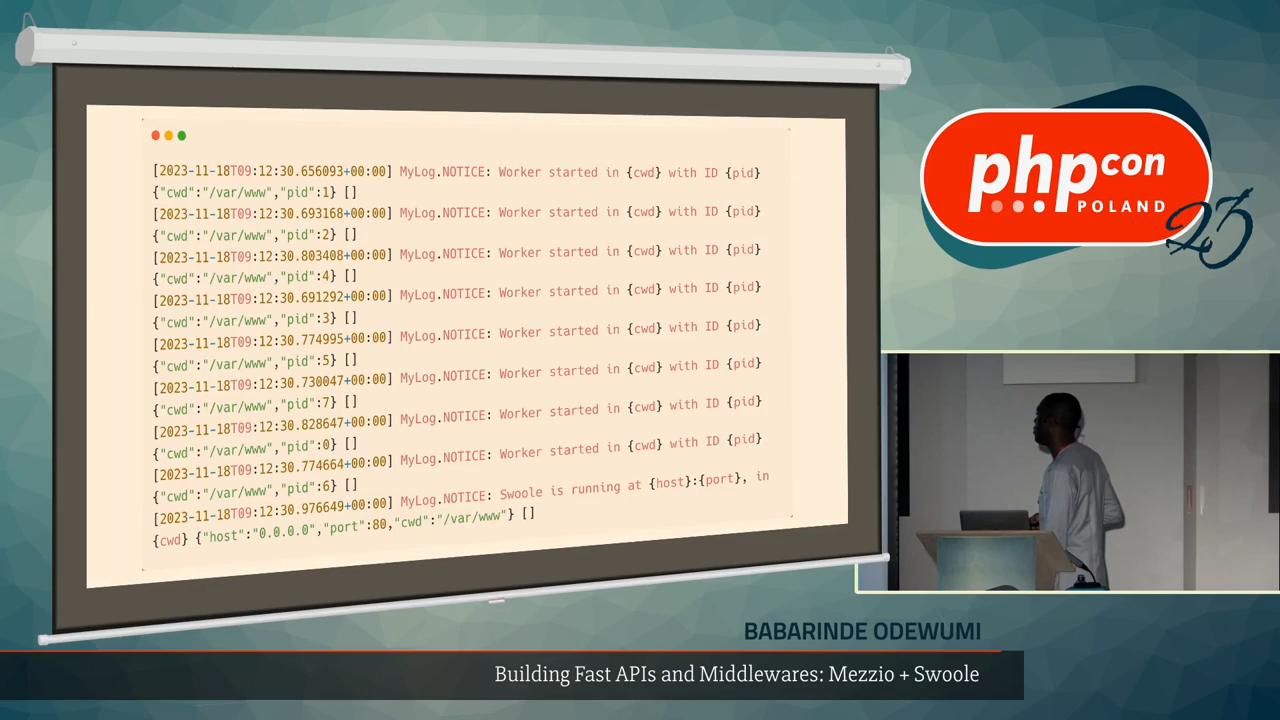 [2023-11-18T09:12:30.656093+00:00] MyLog.NOTICE: Worker started in {cwd} with ID {pid}
{"cwd":"/var/www","pid":1} []
[2023-11-18T09:12:30.693168+00:00] MyLog.NOTICE: Worker started in {cwd} with ID {pid}
{"cwd":"/var/www","pid":2} []
[2023-11-18T09:12:30.803408+00:00] MyLog.NOTICE: Worker started in {cwd} with ID {pid}
{"cwd":"/var/www","pid":4} []
[2023-11-18T09:12:30.691292+00:00] MyLog.NOTICE: Worker started in {cwd} with ID {pid}
{"cwd":"/var/www","pid":3} []
[2023-11-18T09:12:30.774995+00:00] MyLog.NOTICE: Worker started in {cwd} with ID {pid}
{"cwd":"/var/www","pid":5} []
[2023-11-18T09:12:30.730047+00:00] MyLog.NOTICE: Worker started in {cwd} with ID {pid}
{"cwd":"/var/www","pid":7} []
[2023-11-18T09:12:30.828647+00:00] MyLog.NOTICE: Worker started in {cwd} with ID {pid}
{"cwd":"/var/www","pid":0} []
[2023-11-18T09:12:30.774664+00:00] MyLog.NOTICE: Worker started in {cwd} with ID {pid}
{"cwd":"/var/www","pid":6} []
[2023-11-18T09:12:30.976649+00:00] MyLog.NOTICE: Swoole is running at {host}:{port}, in
{cwd} {"host":"0.0.0.0","port":80,"cwd":"/var/www"} []
phpcon
POLAND
23
BABARINDE ODEWUMI
Building Fast APIs and Middlewares: Mezzio + Swoole